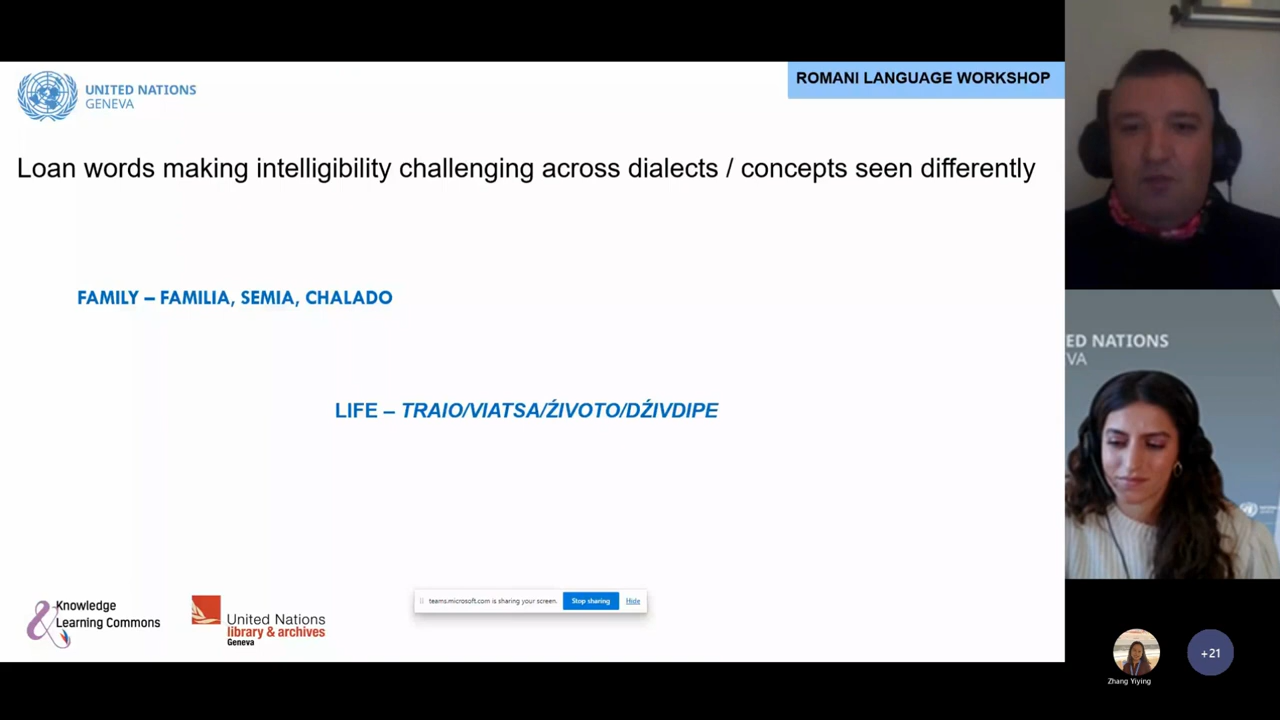 UNITED NATIONS
GENEVA
ROMANI LANGUAGE WORKSHOP
Loan words making intelligibility challenging across dialects / concepts seen differently
FAMILY – FAMILIA, SEMIA, CHALADO
LIFE – TRAIO/VIATSA/ŹIVOTO/DŹIVDIPE
Knowledge
& Learning Commons
United Nations
library & archives
Geneva
teams.microsoft.com is sharing your screen.
Stop sharing
Hide
ED NATIONS
VA
Zhang Yiying
+21